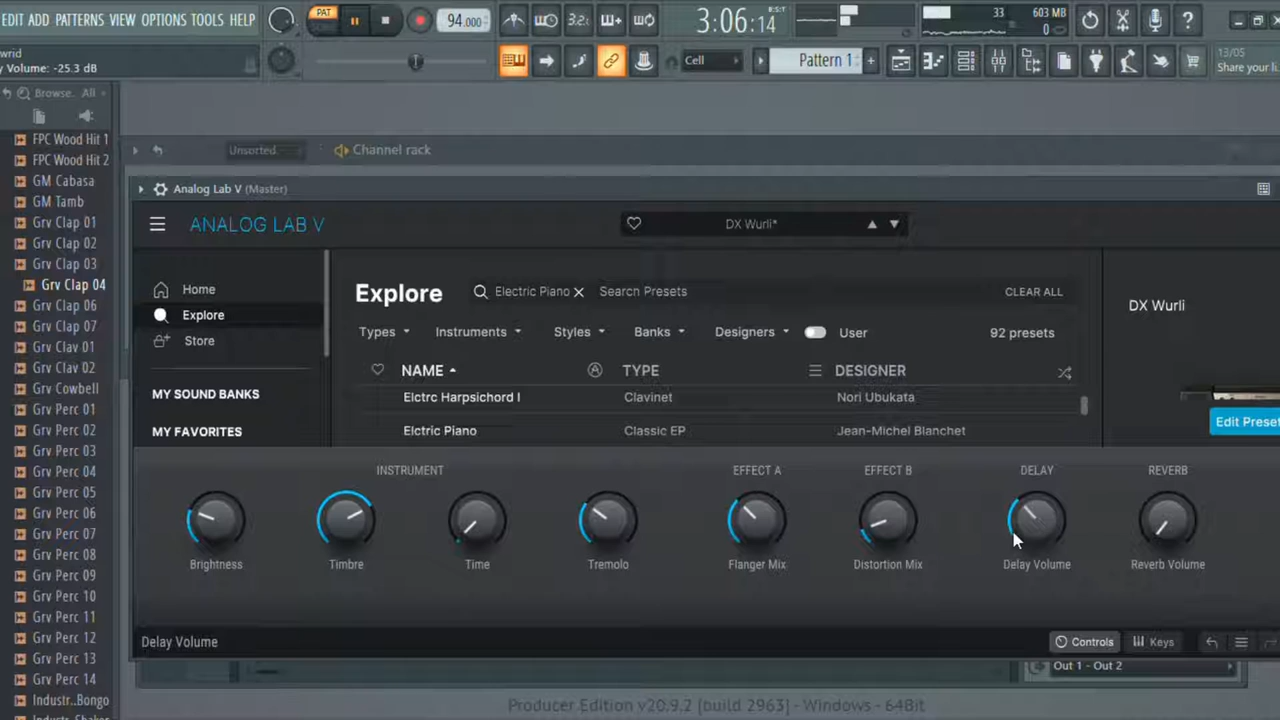 EDIT TOOLS PATTERNS VIEW OPTIONS TOOLS HELP
PAT
94.000
3.2:
3:06:14
R:S:T
33
603 MB
0
wrid
y Volume: -25.3 dB
Cell
Pattern 1
13/05
Share your li..
Browse.. All
Unsorted
Channel rack
FPC Wood Hit 1
FPC Wood Hit 2
GM Cabasa
GM Tamb
Grv Clap 01
Grv Clap 02
Grv Clap 03
Grv Clap 04
Grv Clap 06
Grv Clap 07
Grv Clav 01
Grv Clav 02
Grv Cowbell
Grv Perc 01
Grv Perc 02
Grv Perc 03
Grv Perc 04
Grv Perc 05
Grv Perc 06
Grv Perc 07
Grv Perc 08
Grv Perc 09
Grv Perc 10
Grv Perc 11
Grv Perc 12
Grv Perc 13
Grv Perc 14
Industr..Bongo
Analog Lab V (Master)
ANALOG LAB V
DX Wurli*
Home
Explore
Store
MY SOUND BANKS
MY FAVORITES
Explore
Electric Piano
Search Presets
CLEAR ALL
Types Instruments Styles Banks Designers User 92 presets
NAME TYPE DESIGNER
Elctrc Harpsichord I Clavinet Nori Ubukata
Elctric Piano Classic EP Jean-Michel Blanchet
DX Wurli
Edit Preset
INSTRUMENT EFFECT A EFFECT B DELAY REVERB
Brightness Timbre Time Tremolo Flanger Mix Distortion Mix Delay Volume Reverb Volume
Delay Volume
Controls
Keys
Out 1 - Out 2
Producer Edition v20.9.2 [build 2963] - Windows - 64Bit